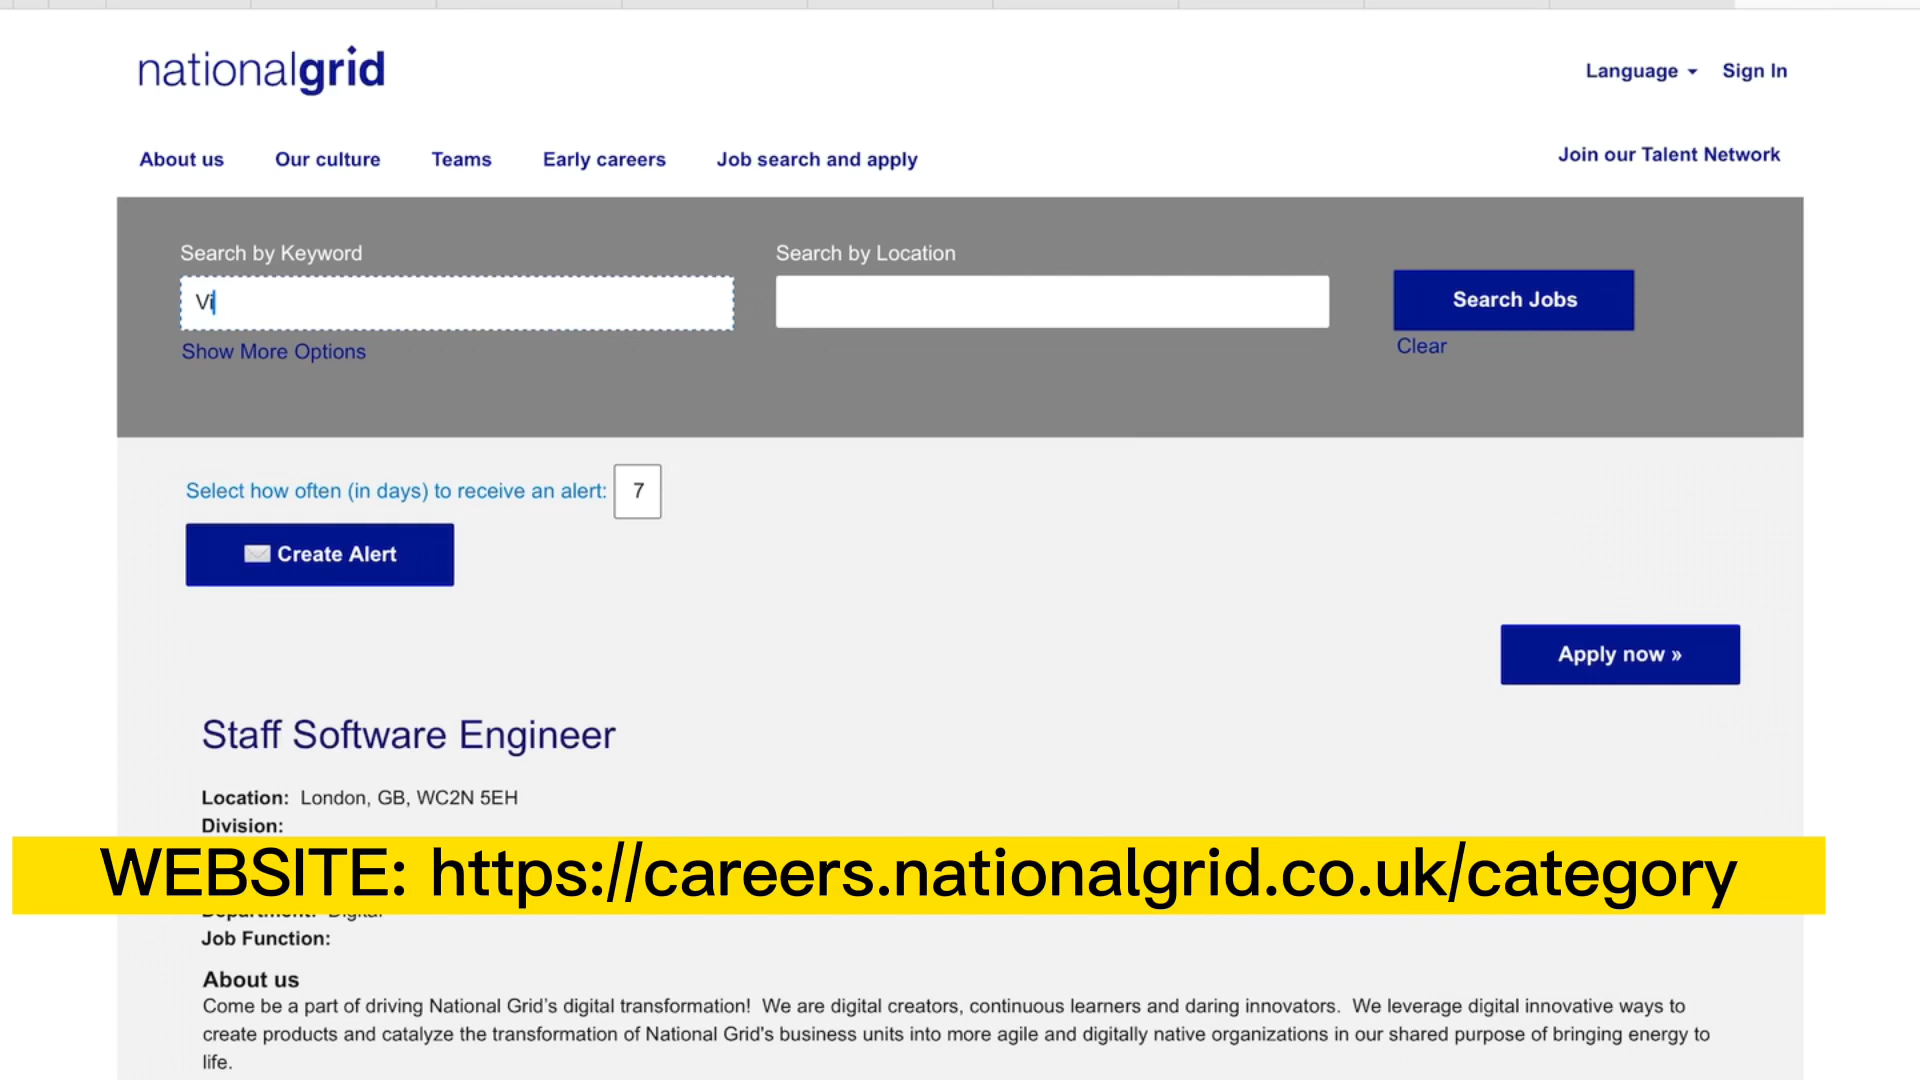 nationalgrid
Language
Sign In
About us
Our culture
Teams
Early careers
Job search and apply
Join our Talent Network
Search by Keyword
Search by Location
Vi
Search Jobs
Show More Options
Clear
Select how often (in days) to receive an alert: 7
Create Alert
Apply now »
Staff Software Engineer
Location: London, GB, WC2N 5EH
Division:
WEBSITE: https://careers.nationalgrid.co.uk/category
Department: Digital
Job Function:
About us
Come be a part of driving National Grid’s digital transformation! We are digital creators, continuous learners and daring innovators. We leverage digital innovative ways to
create products and catalyze the transformation of National Grid's business units into more agile and digitally native organizations in our shared purpose of bringing energy to
life.